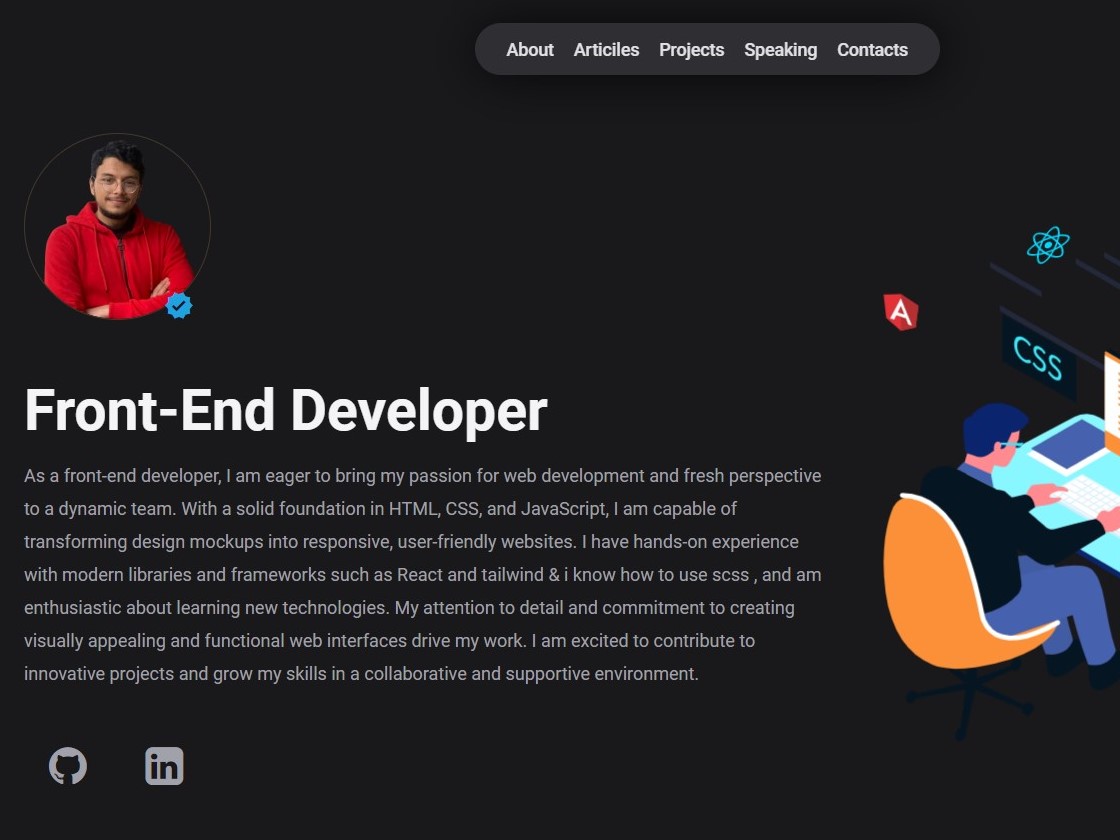 About Articiles Projects Speaking Contacts
Front-End Developer
As a front-end developer, I am eager to bring my passion for web development and fresh perspective
to a dynamic team. With a solid foundation in HTML, CSS, and JavaScript, I am capable of
transforming design mockups into responsive, user-friendly websites. I have hands-on experience
with modern libraries and frameworks such as React and tailwind & i know how to use scss , and am
enthusiastic about learning new technologies. My attention to detail and commitment to creating
visually appealing and functional web interfaces drive my work. I am excited to contribute to
innovative projects and grow my skills in a collaborative and supportive environment.
A
CSS
in